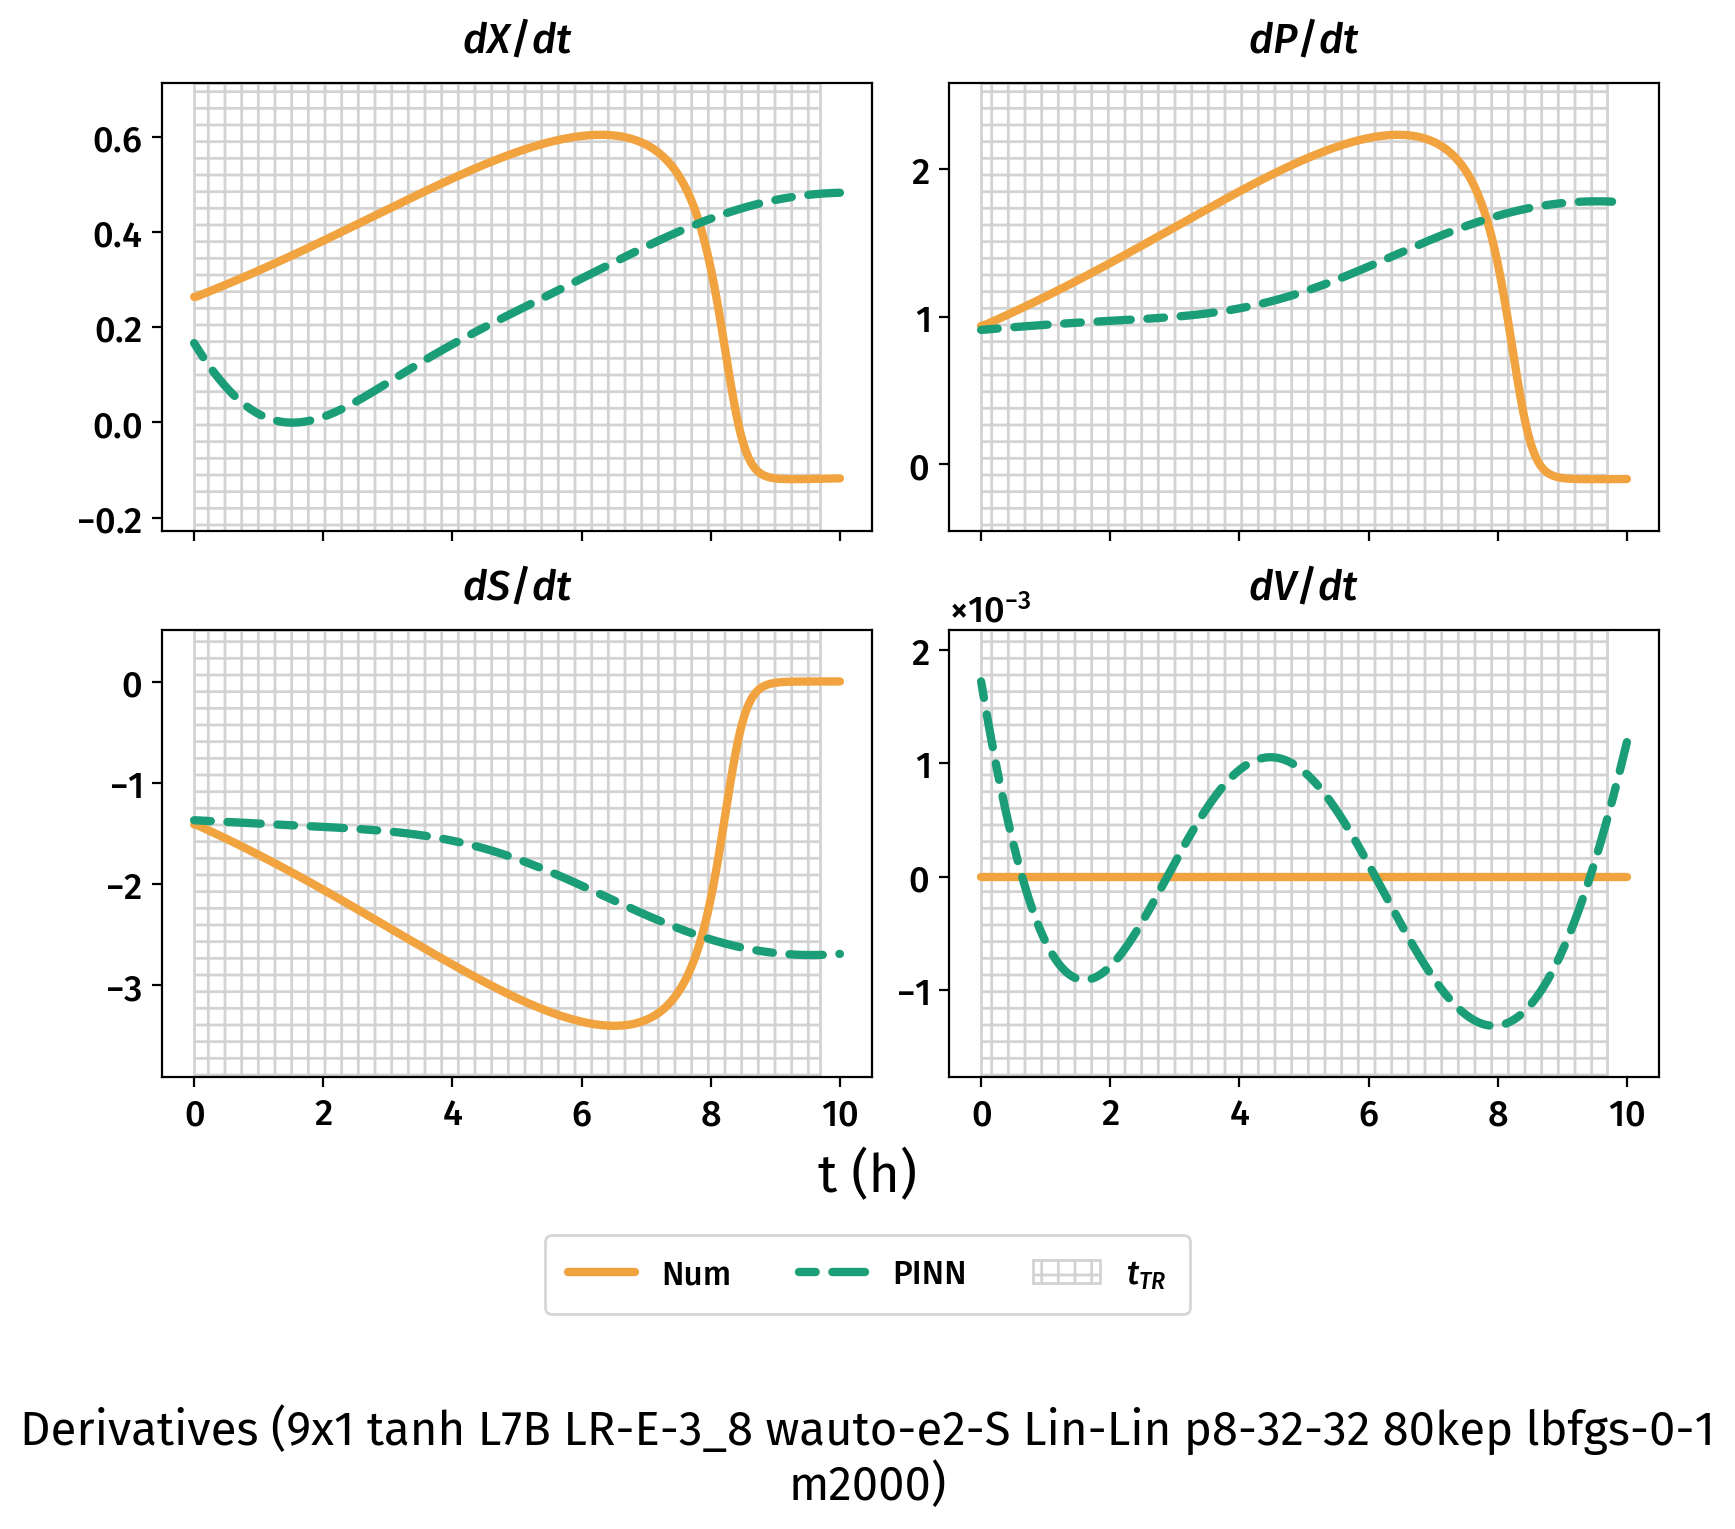 dX/dt
dP/dt
0.6
0.4
0.2
0.0
−0.2
2
1
0
dS/dt
dV/dt
×10⁻³
0
−1
−2
−3
2
1
0
−1
0 2 4 6 8 10
0 2 4 6 8 10
t (h)
Num PINN t_TR
Derivatives (9x1 tanh L7B LR-E-3_8 wauto-e2-S Lin-Lin p8-32-32 80kep lbfgs-0-1
m2000)